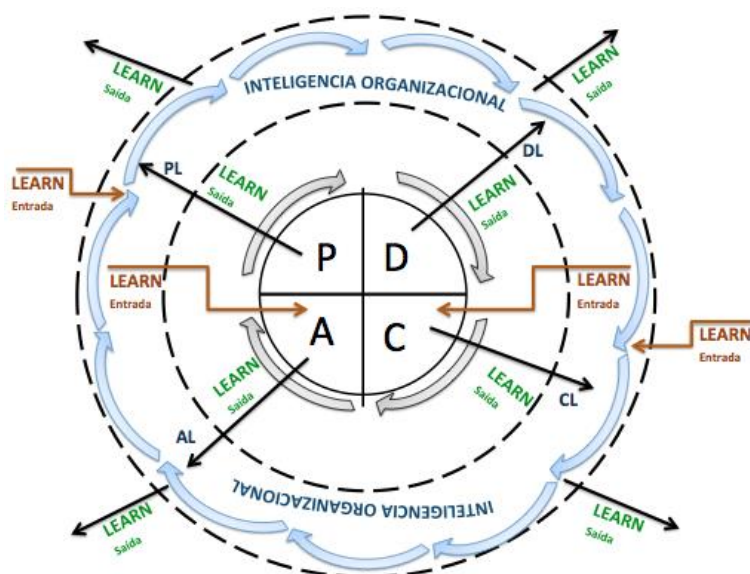 LEARN
Saída
LEARN
Saída
INTELIGENCIA ORGANIZACIONAL
PL
DL
LEARN
Saída
LEARN
Saída
LEARN
Entrada
P
D
LEARN
Entrada
LEARN
Entrada
A
C
LEARN
Entrada
LEARN
Saída
LEARN
Saída
CL
AL
INTELIGENCIA ORGANIZACIONAL
LEARN
Saída
LEARN
Saída